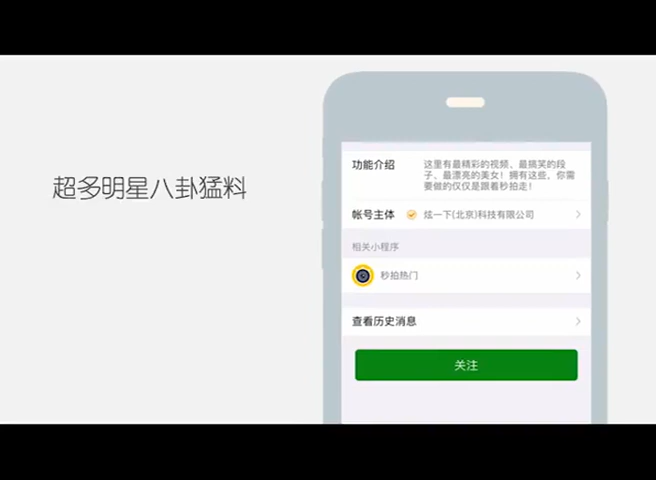 超多明星八卦猛料
功能介绍
这里有最精彩的视频、最搞笑的段
子、最漂亮的美女！拥有这些，你需
要做的仅仅是跟着秒拍走！
帐号主体
炫一下(北京)科技有限公司
相关小程序
秒拍热门
查看历史消息
关注